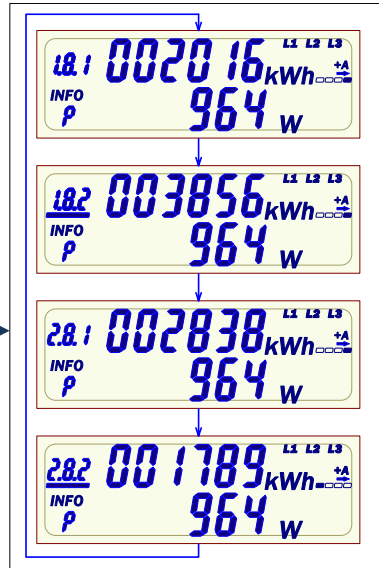 L1 L2 L3
1.8.1 002016 kWh +A
INFO
P 964 W
L1 L2 L3
1.8.2 003856 kWh +A
INFO
P 964 W
L1 L2 L3
2.8.1 002838 kWh +A
INFO
P 964 W
L1 L2 L3
2.8.2 001789 kWh +A
INFO
P 964 W